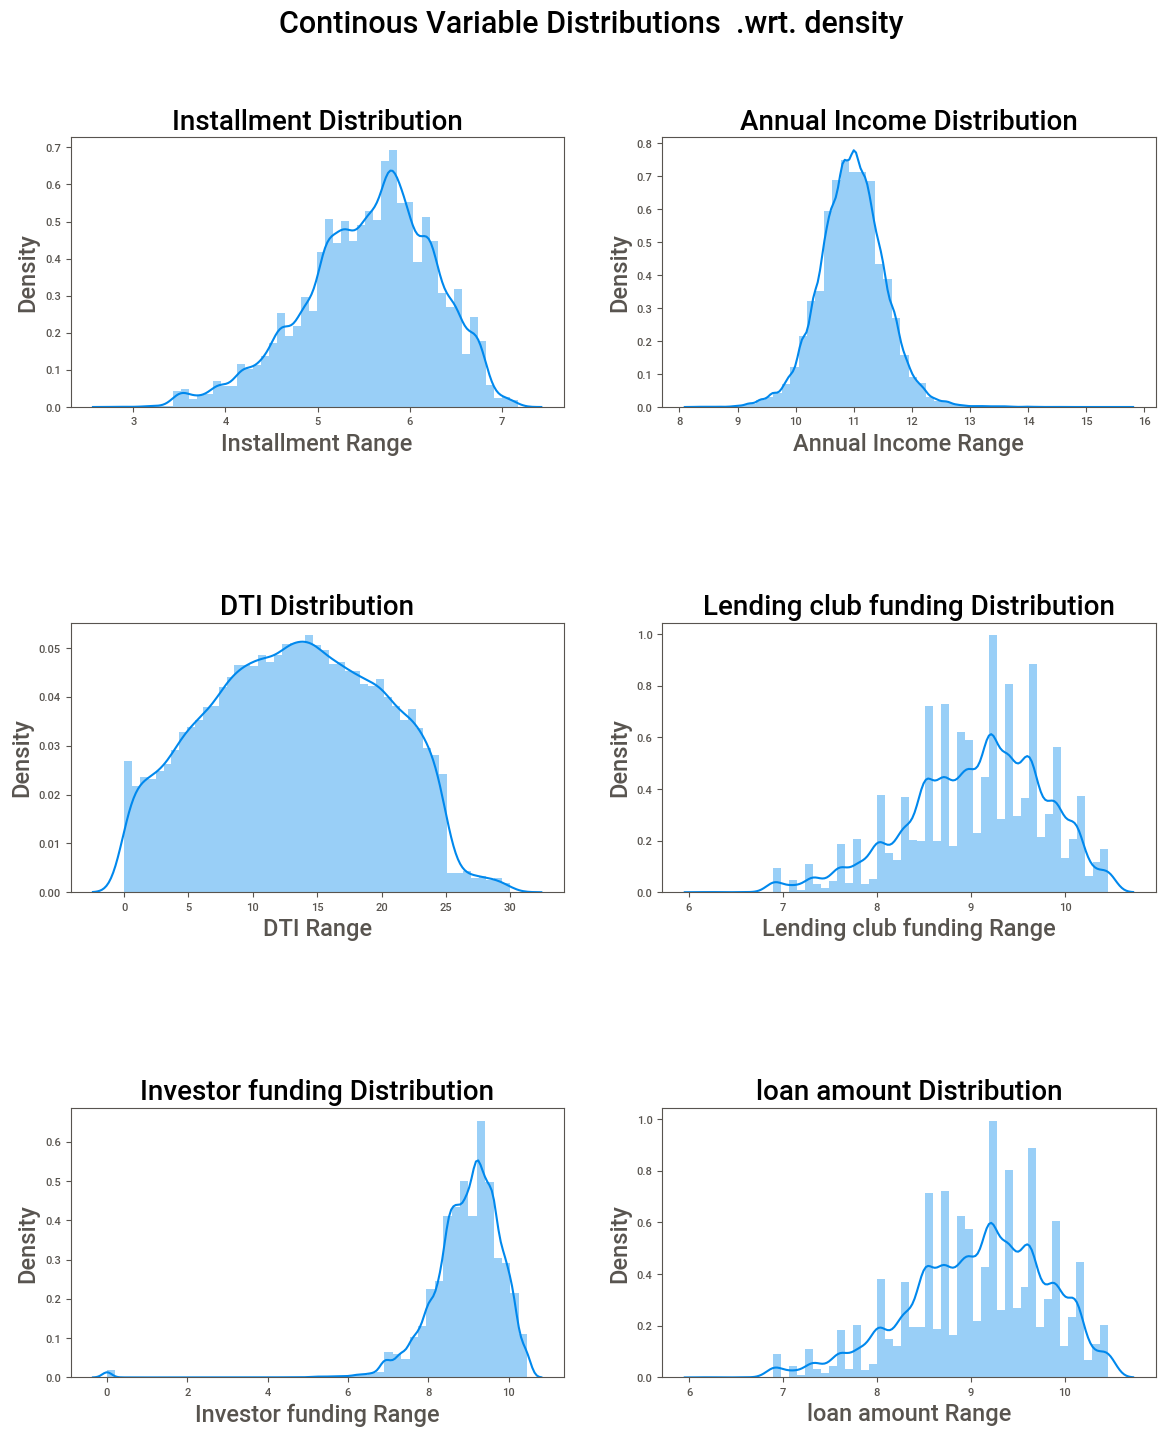 Continous Variable Distributions  .wrt. density
Installment Distribution
Density
0.7
0.6
0.5
0.4
0.3
0.2
0.1
0.0
3 4 5 6 7
Installment Range
Annual Income Distribution
Density
0.8
0.7
0.6
0.5
0.4
0.3
0.2
0.1
0.0
8 9 10 11 12 13 14 15 16
Annual Income Range
DTI Distribution
Density
0.05
0.04
0.03
0.02
0.01
0.00
0 5 10 15 20 25 30
DTI Range
Lending club funding Distribution
Density
1.0
0.8
0.6
0.4
0.2
0.0
6 7 8 9 10
Lending club funding Range
Investor funding Distribution
Density
0.6
0.5
0.4
0.3
0.2
0.1
0.0
0 2 4 6 8 10
Investor funding Range
loan amount Distribution
Density
1.0
0.8
0.6
0.4
0.2
0.0
6 7 8 9 10
loan amount Range